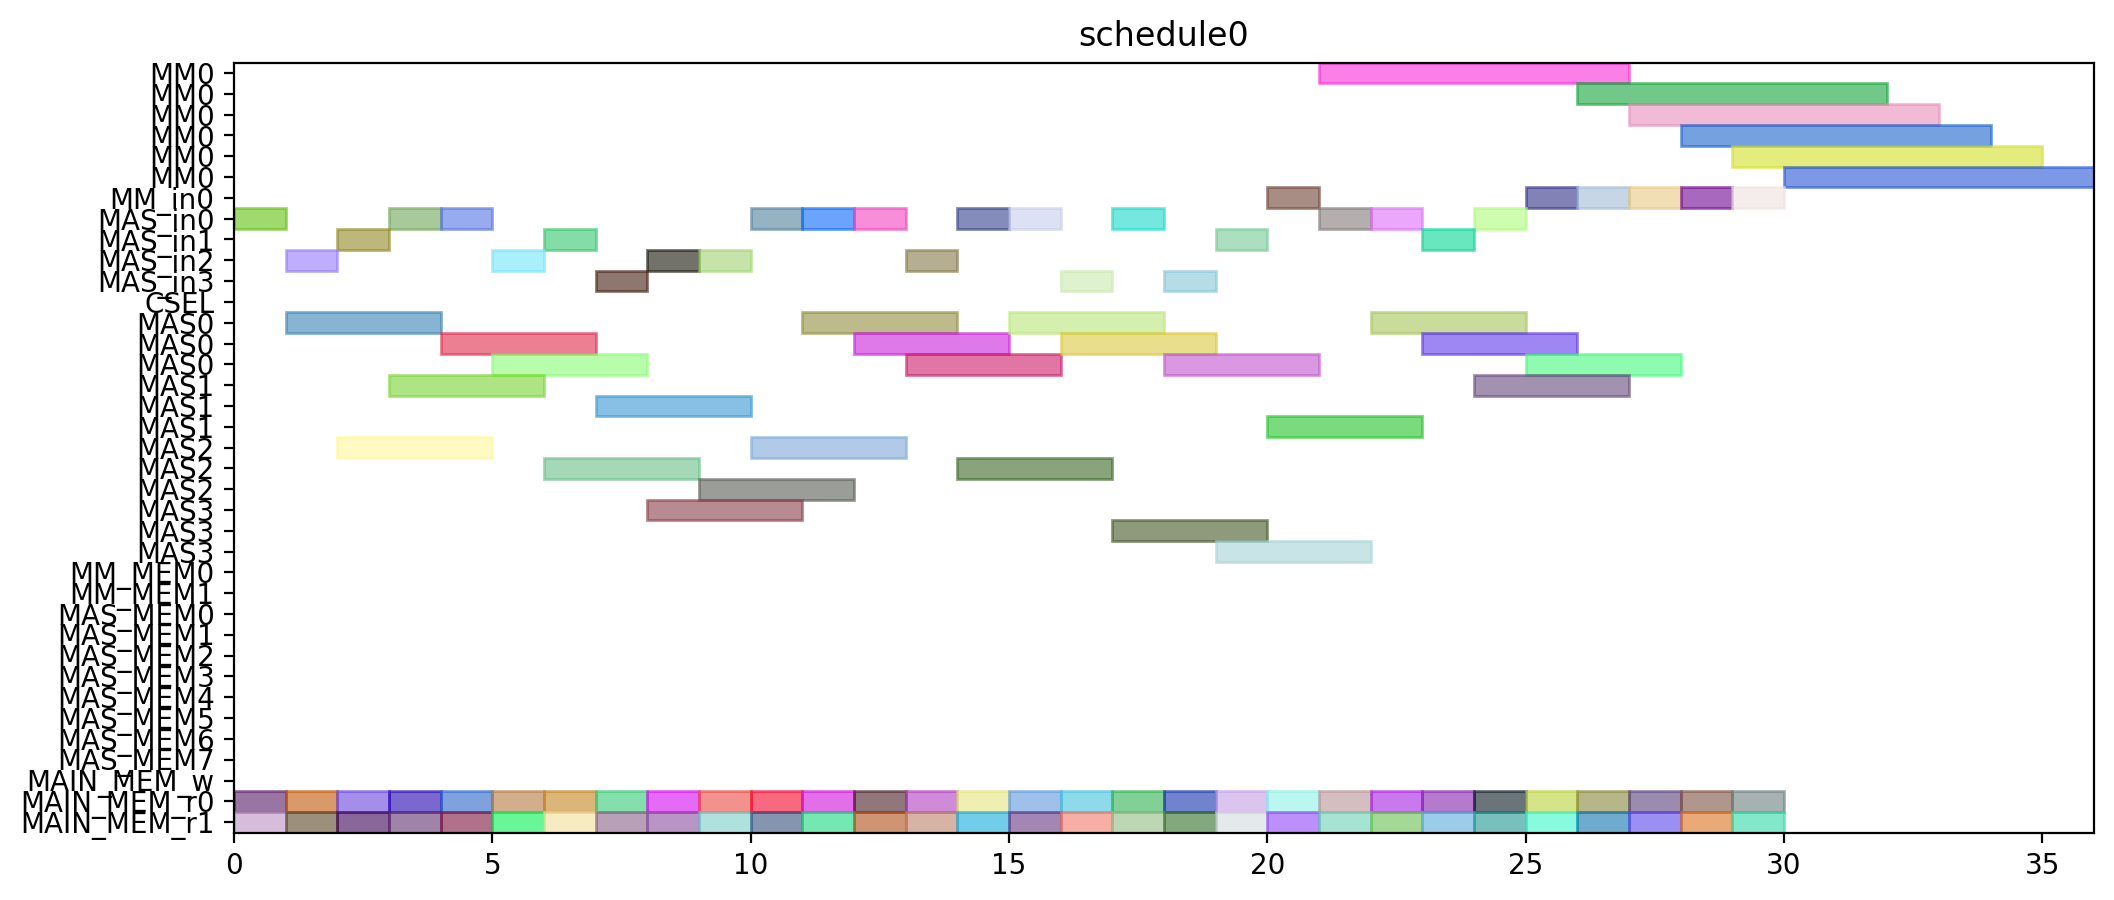 schedule0
MM0
MM0
MM0
MM0
MM0
MM0
MM_in0
MAS_in0
MAS_in1
MAS_in2
MAS_in3
CSEL
MAS0
MAS0
MAS0
MAS1
MAS1
MAS1
MAS2
MAS2
MAS2
MAS3
MAS3
MAS3
MM_MEM0
MM_MEM1
MAS_MEM0
MAS_MEM1
MAS_MEM2
MAS_MEM3
MAS_MEM4
MAS_MEM5
MAS_MEM6
MAS_MEM7
MAIN_MEM_w
MAIN_MEM_r0
MAIN_MEM_r1
0 5 10 15 20 25 30 35